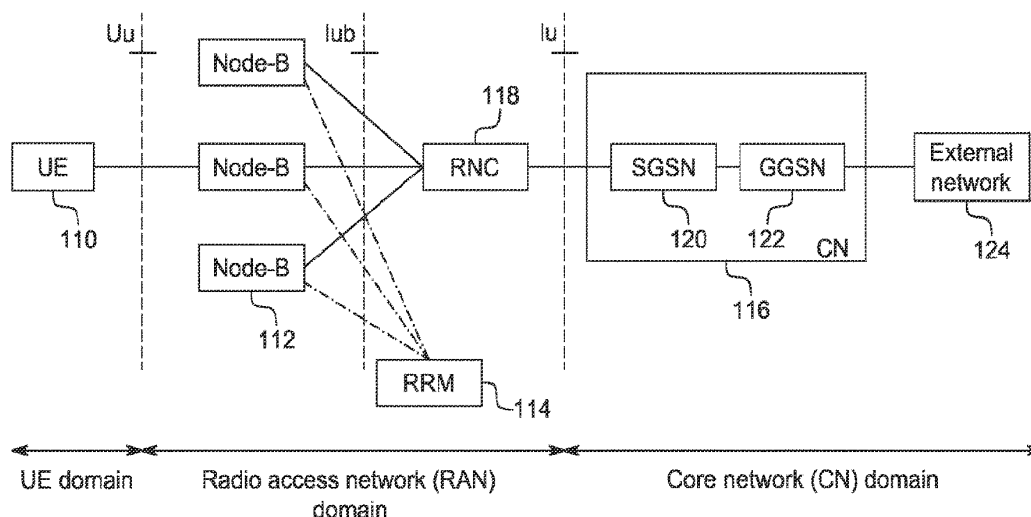 Uu
Iub
Iu
Node-B
118
UE
Node-B
RNC
SGSN
GGSN
External
network
110
120
122
124
Node-B
CN
112
116
RRM
114
UE domain
Radio access network (RAN)
domain
Core network (CN) domain